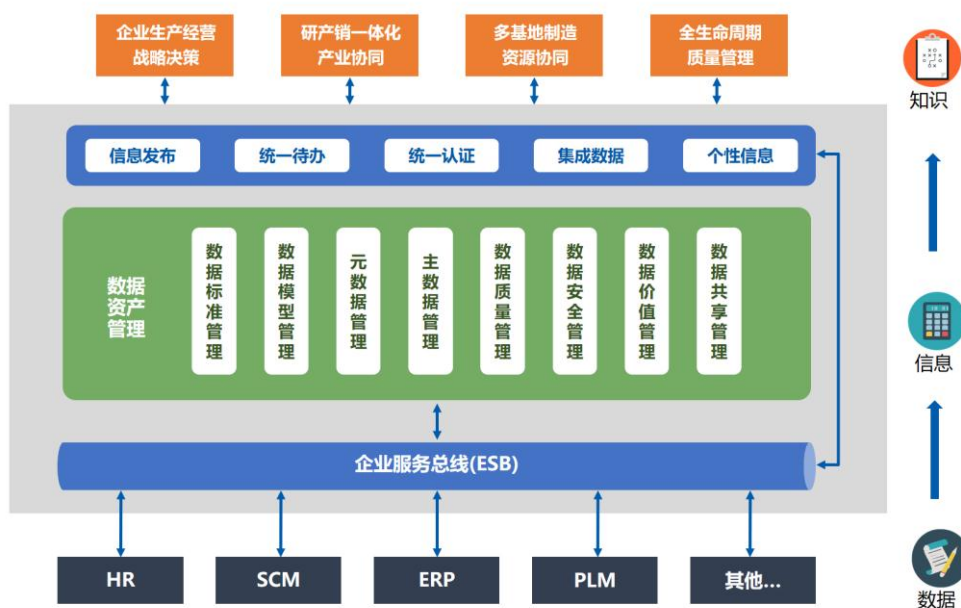 企业生产经营
战略决策
研产销一体化
产业协同
多基地制造
资源协同
全生命周期
质量管理
知识
信息发布
统一待办
统一认证
集成数据
个性信息
数据
资产
管理
数据标准管理
数据模型管理
元数据管理
主数据管理
数据质量管理
数据安全管理
数据价值管理
数据共享管理
信息
企业服务总线(ESB)
HR
SCM
ERP
PLM
其他...
数据